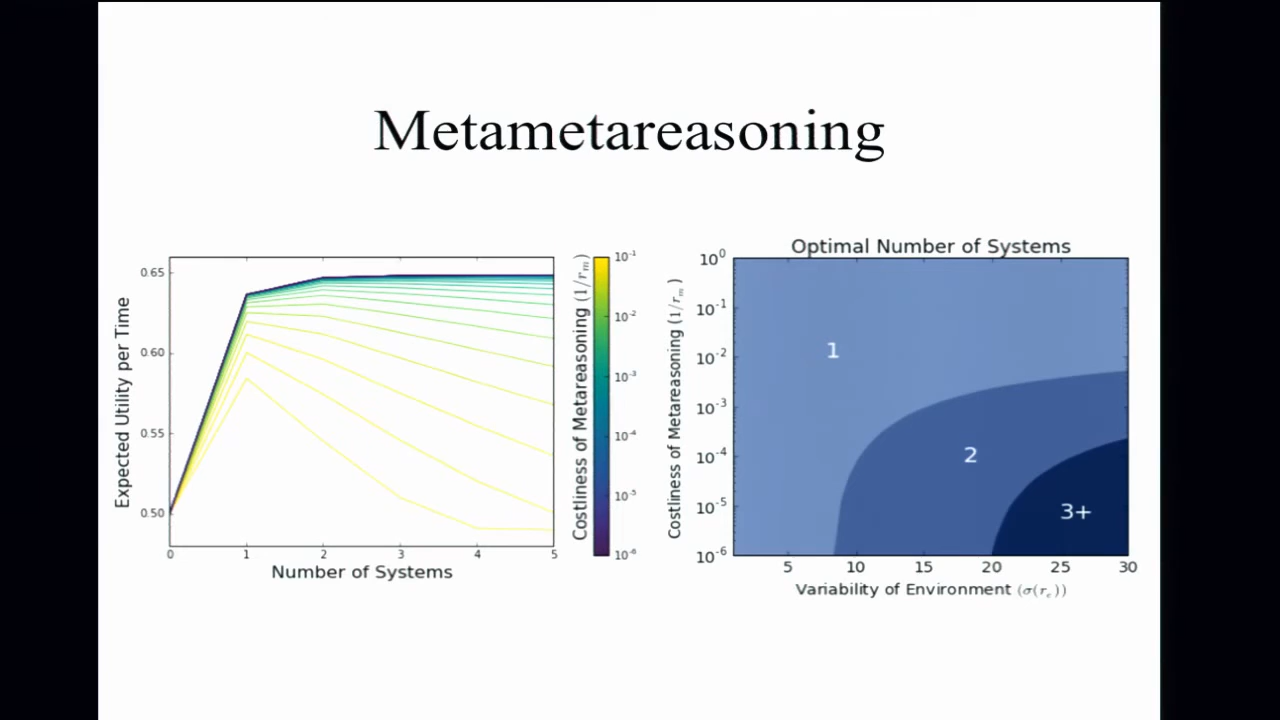 Metametareasoning
Expected Utility per Time
0.65
0.60
0.55
0.50
0 1 2 3 4 5
Number of Systems
Costliness of Metareasoning (1/r_m)
10^-1
10^-2
10^-3
10^-4
10^-5
10^-6
Optimal Number of Systems
Costliness of Metareasoning (1/r_m)
10^0
10^-1
10^-2
10^-3
10^-4
10^-5
10^-6
1
2
3+
5 10 15 20 25 30
Variability of Environment (σ(r_e))